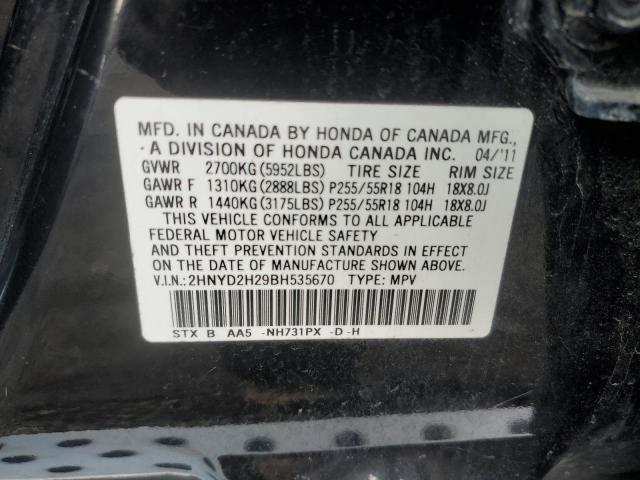 MFD. IN CANADA BY HONDA OF CANADA MFG.,
A DIVISION OF HONDA CANADA INC. 04/'11
GVWR 2700KG (5952LBS) TIRE SIZE RIM SIZE
GAWR F 1310KG (2888LBS) P255/55R18 104H 18X8.0J
GAWR R 1440KG (3175LBS) P255/55R18 104H 18X8.0J
THIS VEHICLE CONFORMS TO ALL APPLICABLE
FEDERAL MOTOR VEHICLE SAFETY
AND THEFT PREVENTION STANDARDS IN EFFECT
ON THE DATE OF MANUFACTURE SHOWN ABOVE.
V.I.N.: 2HNYD2H29BH535670 TYPE: MPV
STX B AA5 -NH731PX -D-H